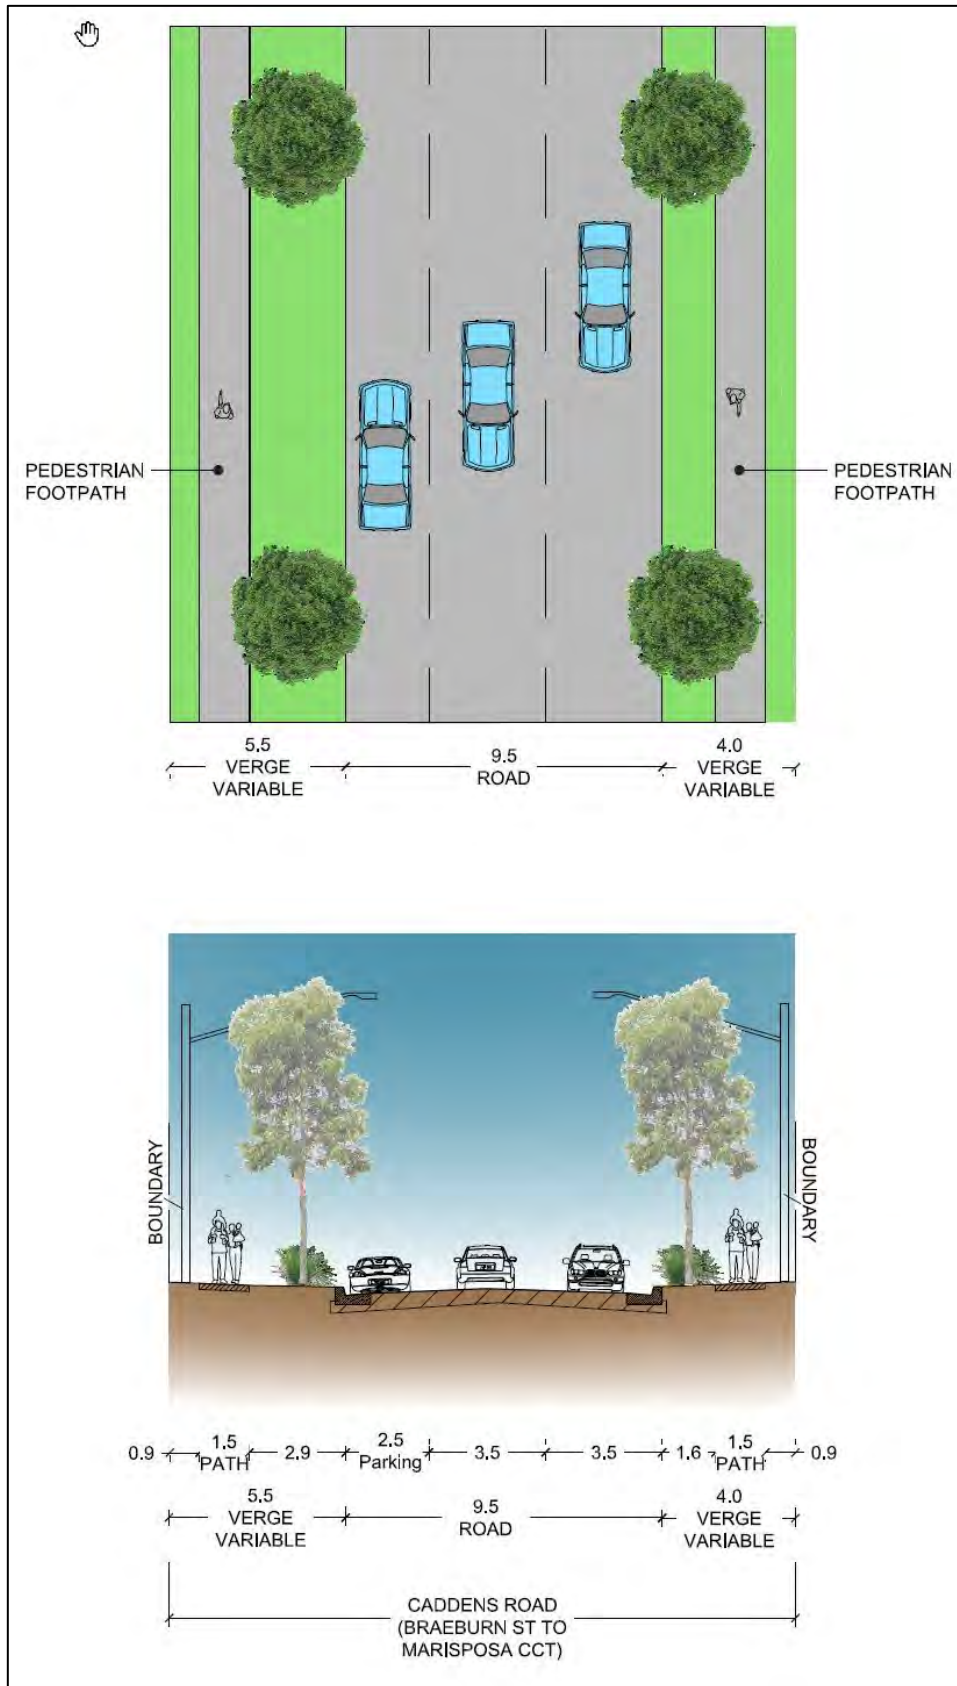 PEDESTRIAN
FOOTPATH
PEDESTRIAN
FOOTPATH
5.5
VERGE
VARIABLE
9.5
ROAD
4.0
VERGE
VARIABLE
BOUNDARY
BOUNDARY
0.9
1.5
PATH
2.9
2.5
Parking
3.5
3.5
1.6
1.5
PATH
0.9
5.5
VERGE
VARIABLE
9.5
ROAD
4.0
VERGE
VARIABLE
CADDENS ROAD
(BRAEBURN ST TO
MARISPOSA CCT)